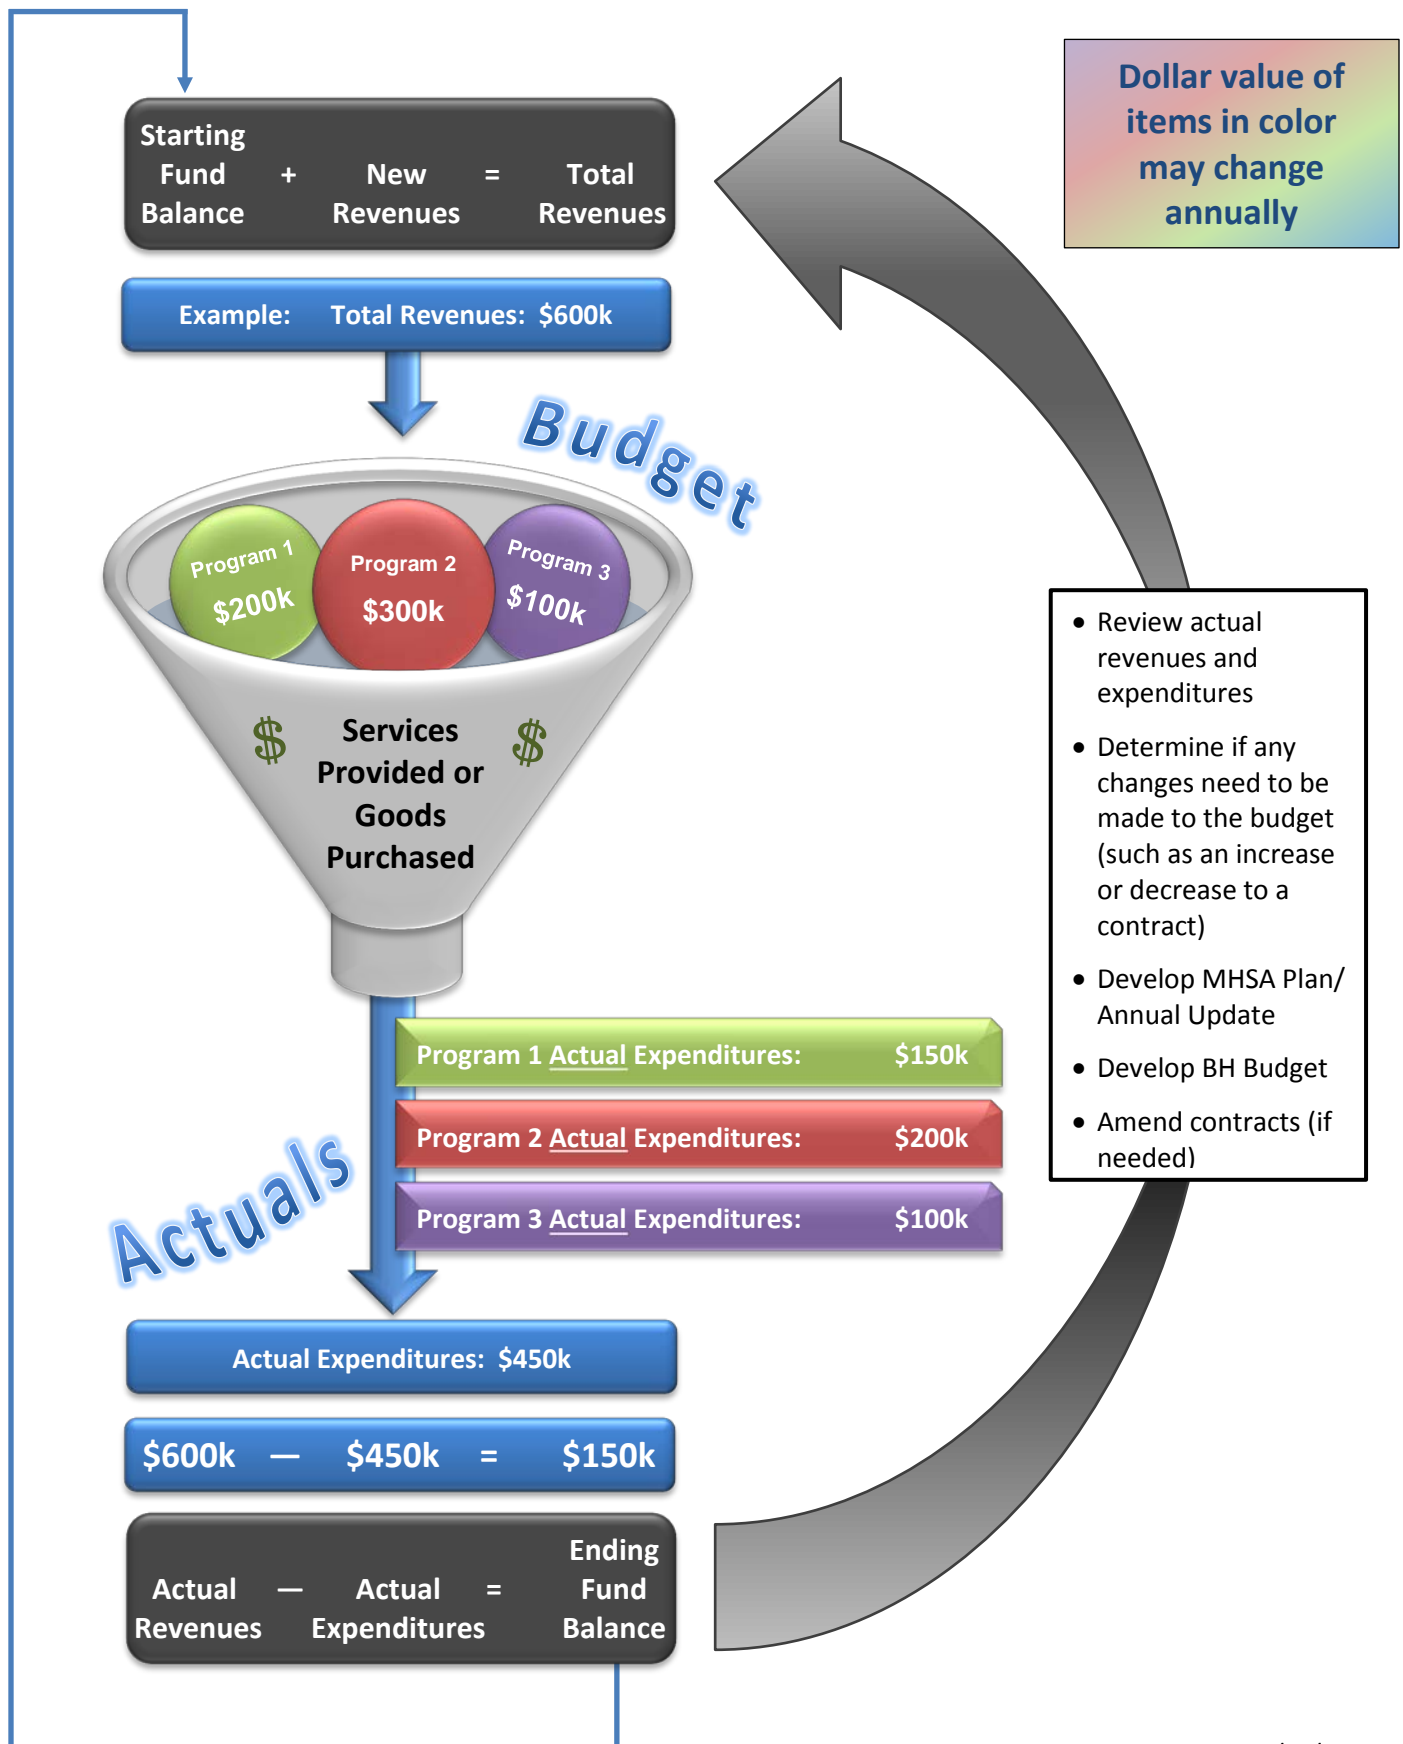 Dollar value of
items in color
may change
annually
Starting
Fund + New = Total
Balance Revenues Revenues
Example: Total Revenues: $600k
Budget
Program 1
$200k
Program 2
$300k
Program 3
$100k
$ Services $
Provided or
Goods
Purchased
• Review actual
revenues and
expenditures
• Determine if any
changes need to be
made to the budget
(such as an increase
or decrease to a
contract)
• Develop MHSA Plan/
Annual Update
• Develop BH Budget
• Amend contracts (if
needed)
Program 1 Actual Expenditures: $150k
Program 2 Actual Expenditures: $200k
Program 3 Actual Expenditures: $100k
Actuals
Actual Expenditures: $450k
$600k — $450k = $150k
Ending
Actual — Actual = Fund
Revenues Expenditures Balance